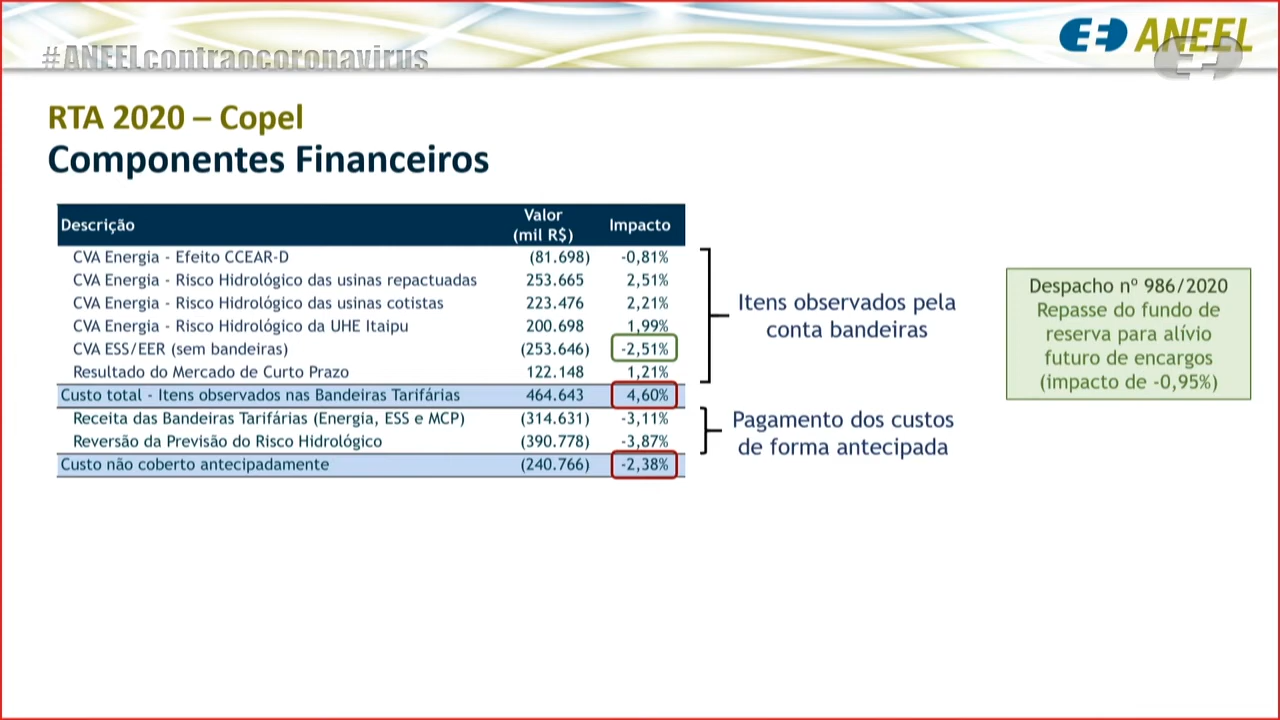 #ANEELcontraocoronavirus
ANEEL
RTA 2020 – Copel
Componentes Financeiros
Descrição Valor (mil R$) Impacto
CVA Energia - Efeito CCEAR-D (81.698) -0,81%
CVA Energia - Risco Hidrológico das usinas repactuadas 253.665 2,51%
CVA Energia - Risco Hidrológico das usinas cotistas 223.476 2,21%
CVA Energia - Risco Hidrológico da UHE Itaipu 200.698 1,99%
CVA ESS/EER (sem bandeiras) (253.646) -2,51%
Resultado do Mercado de Curto Prazo 122.148 1,21%
Custo total - Itens observados nas Bandeiras Tarifárias 464.643 4,60%
Receita das Bandeiras Tarifárias (Energia, ESS e MCP) (314.631) -3,11%
Reversão da Previsão do Risco Hidrológico (390.778) -3,87%
Custo não coberto antecipadamente (240.766) -2,38%
Itens observados pela
conta bandeiras
Pagamento dos custos
de forma antecipada
Despacho nº 986/2020
Repasse do fundo de
reserva para alívio
futuro de encargos
(impacto de -0,95%)